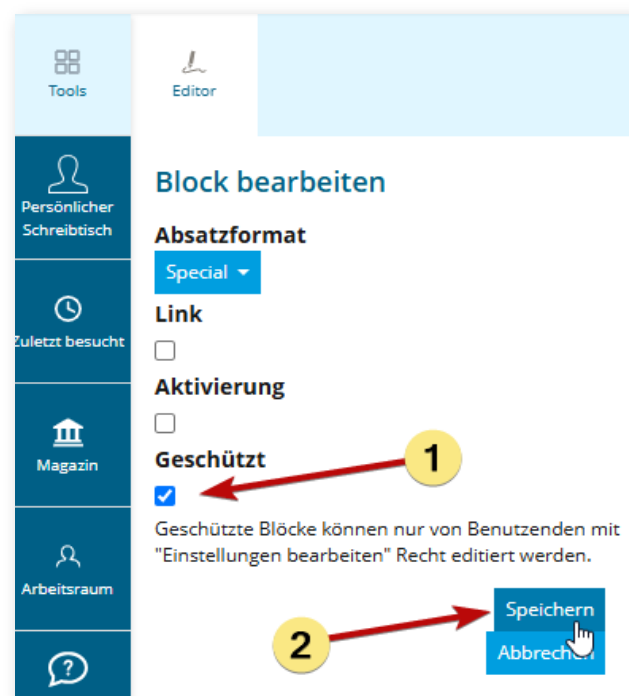 Tools
Editor
Persönlicher
Schreibtisch
Zuletzt besucht
Magazin
Arbeitsraum
Block bearbeiten
Absatzformat
Special
Link
Aktivierung
Geschützt
1
Geschützte Blöcke können nur von Benutzenden mit
"Einstellungen bearbeiten" Recht editiert werden.
Speichern
2
Abbrechen